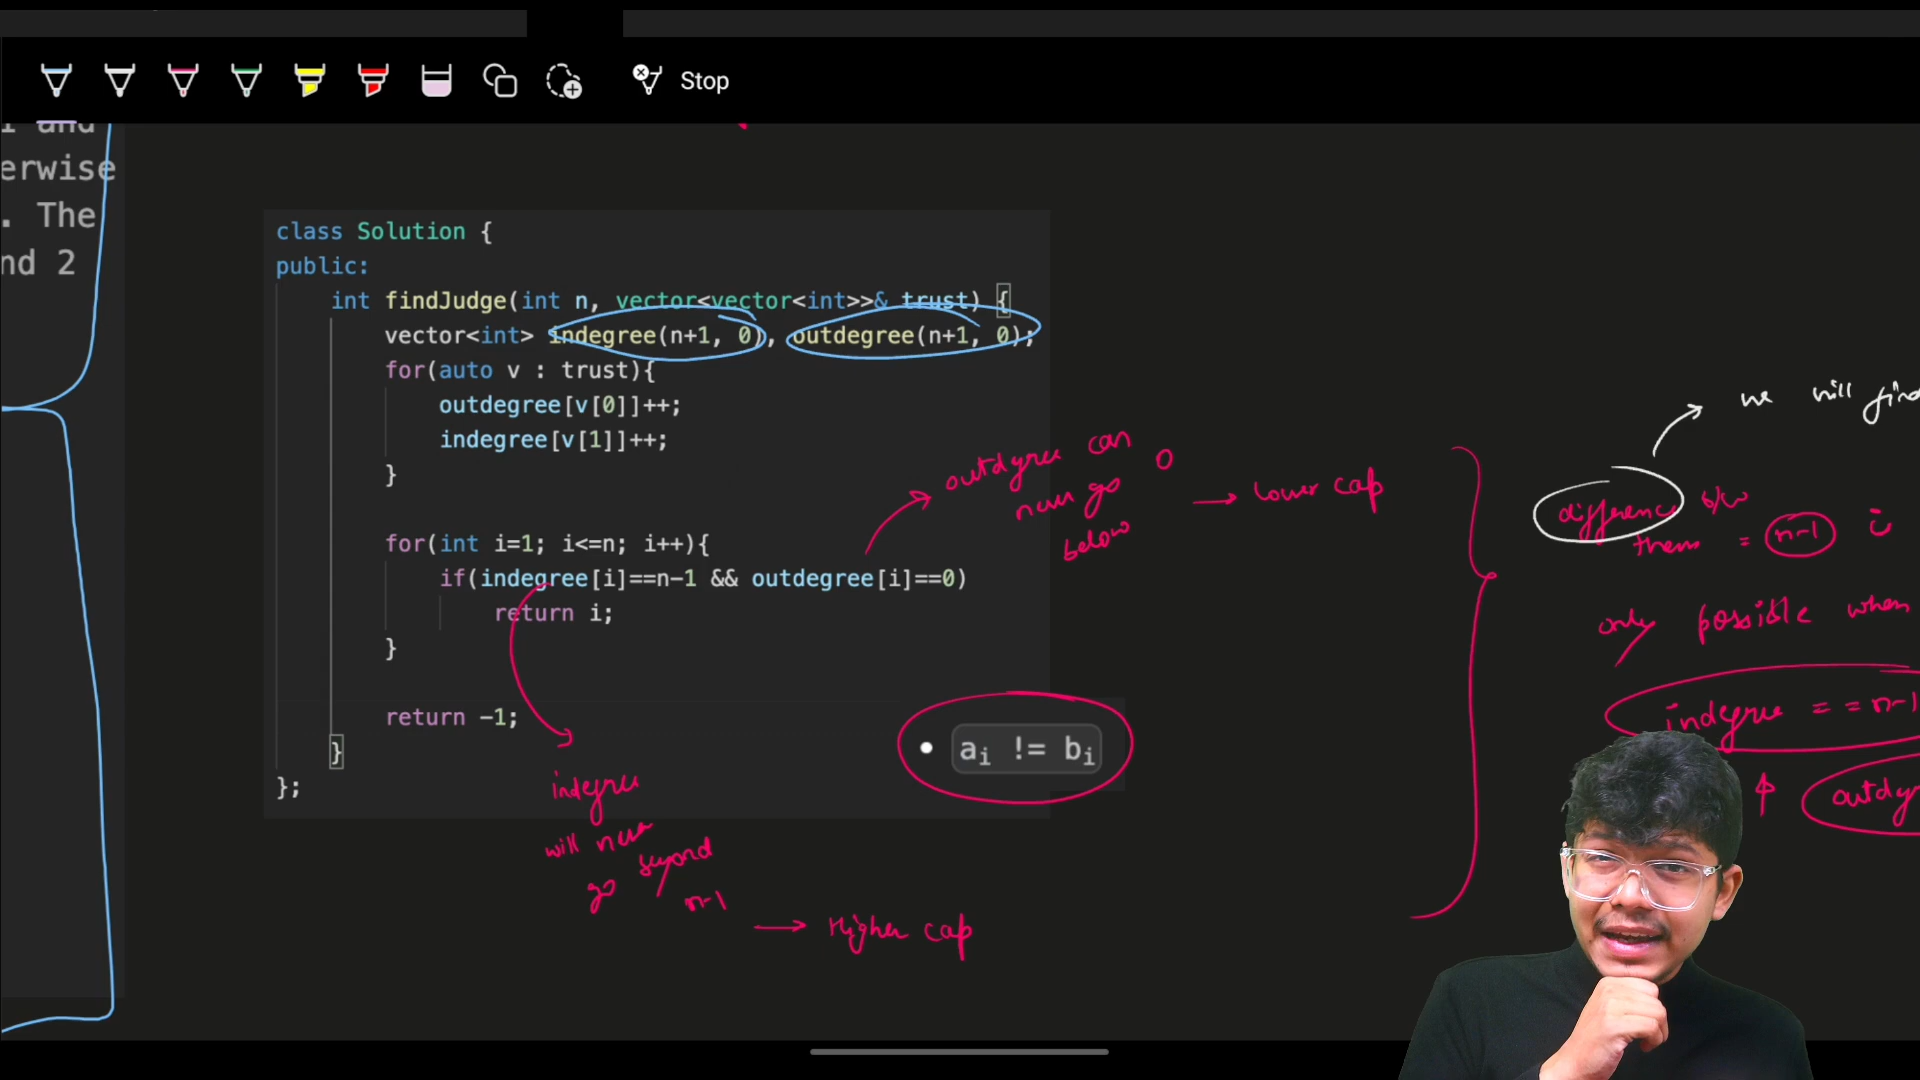 Stop
erwise
. The
nd 2
class Solution {
public:
int findJudge(int n, vector<vector<int>>& trust) {
vector<int> indegree(n+1, 0), outdegree(n+1, 0);
for(auto v : trust){
outdegree[v[0]]++;
indegree[v[1]]++;
}
for(int i=1; i<=n; i++){
if(indegree[i]==n-1 && outdegree[i]==0)
return i;
}
return -1;
}
};
ai != bi
outdgree can
never go
below
0
→ lower cap
indegree
will never
go beyond
n-1
→ Higher cap
we will find
difference b/w
them = n-1
only possible when
indegree == n-1
outdgr